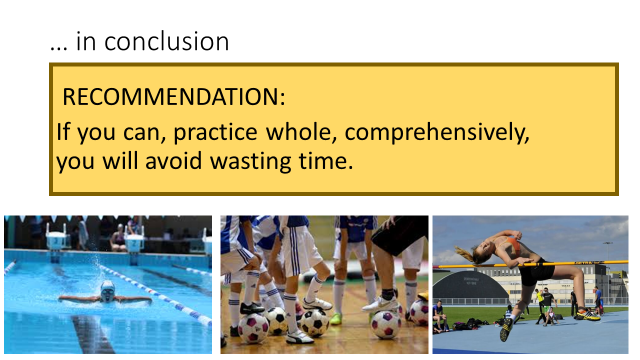 ... in conclusion
RECOMMENDATION:
If you can, practice whole, comprehensively,
you will avoid wasting time.